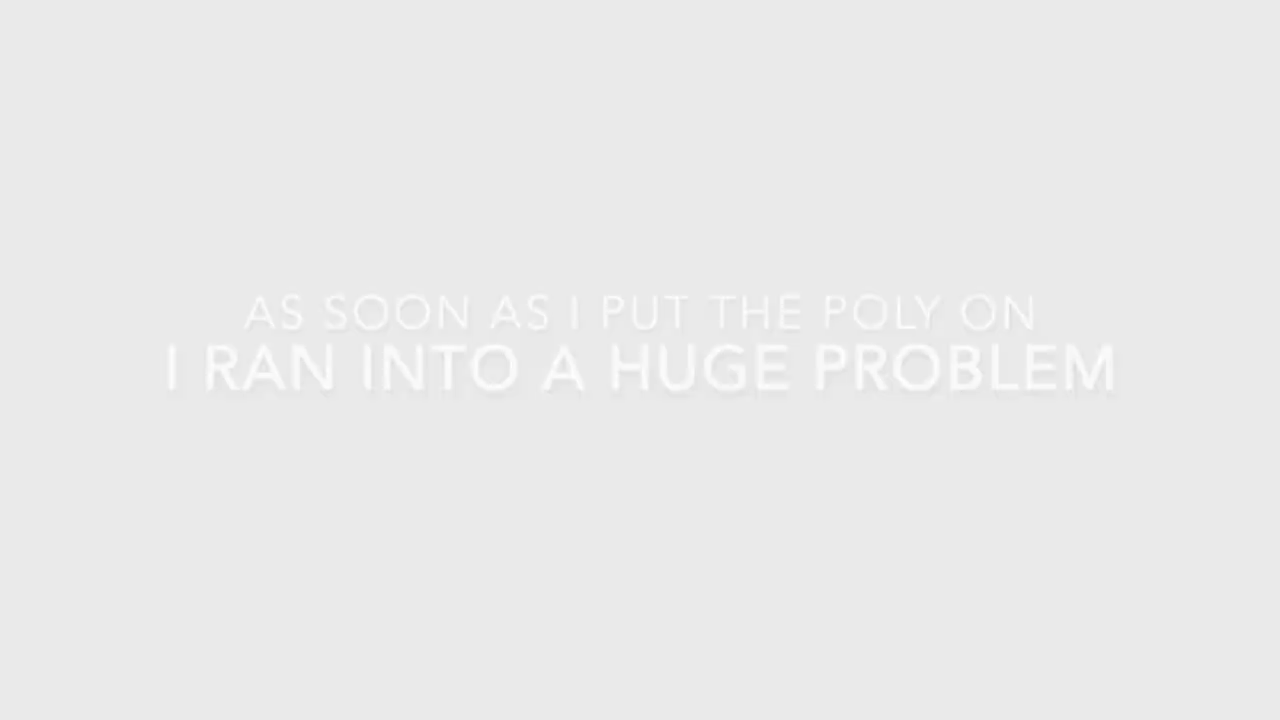 AS SOON AS I PUT THE POLY ON
I RAN INTO A HUGE PROBLEM